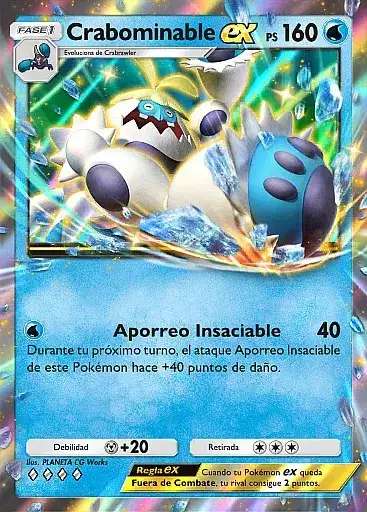 FASE 1 Crabominable ex PS 160
Evoluciona de Crabrawler
Aporreo Insaciable 40
Durante tu próximo turno, el ataque Aporreo Insaciable
de este Pokémon hace +40 puntos de daño.
Debilidad +20 Retirada
Ilus. PLANETA CG Works
Regla ex Cuando tu Pokémon ex queda
Fuera de Combate, tu rival consigue 2 puntos.